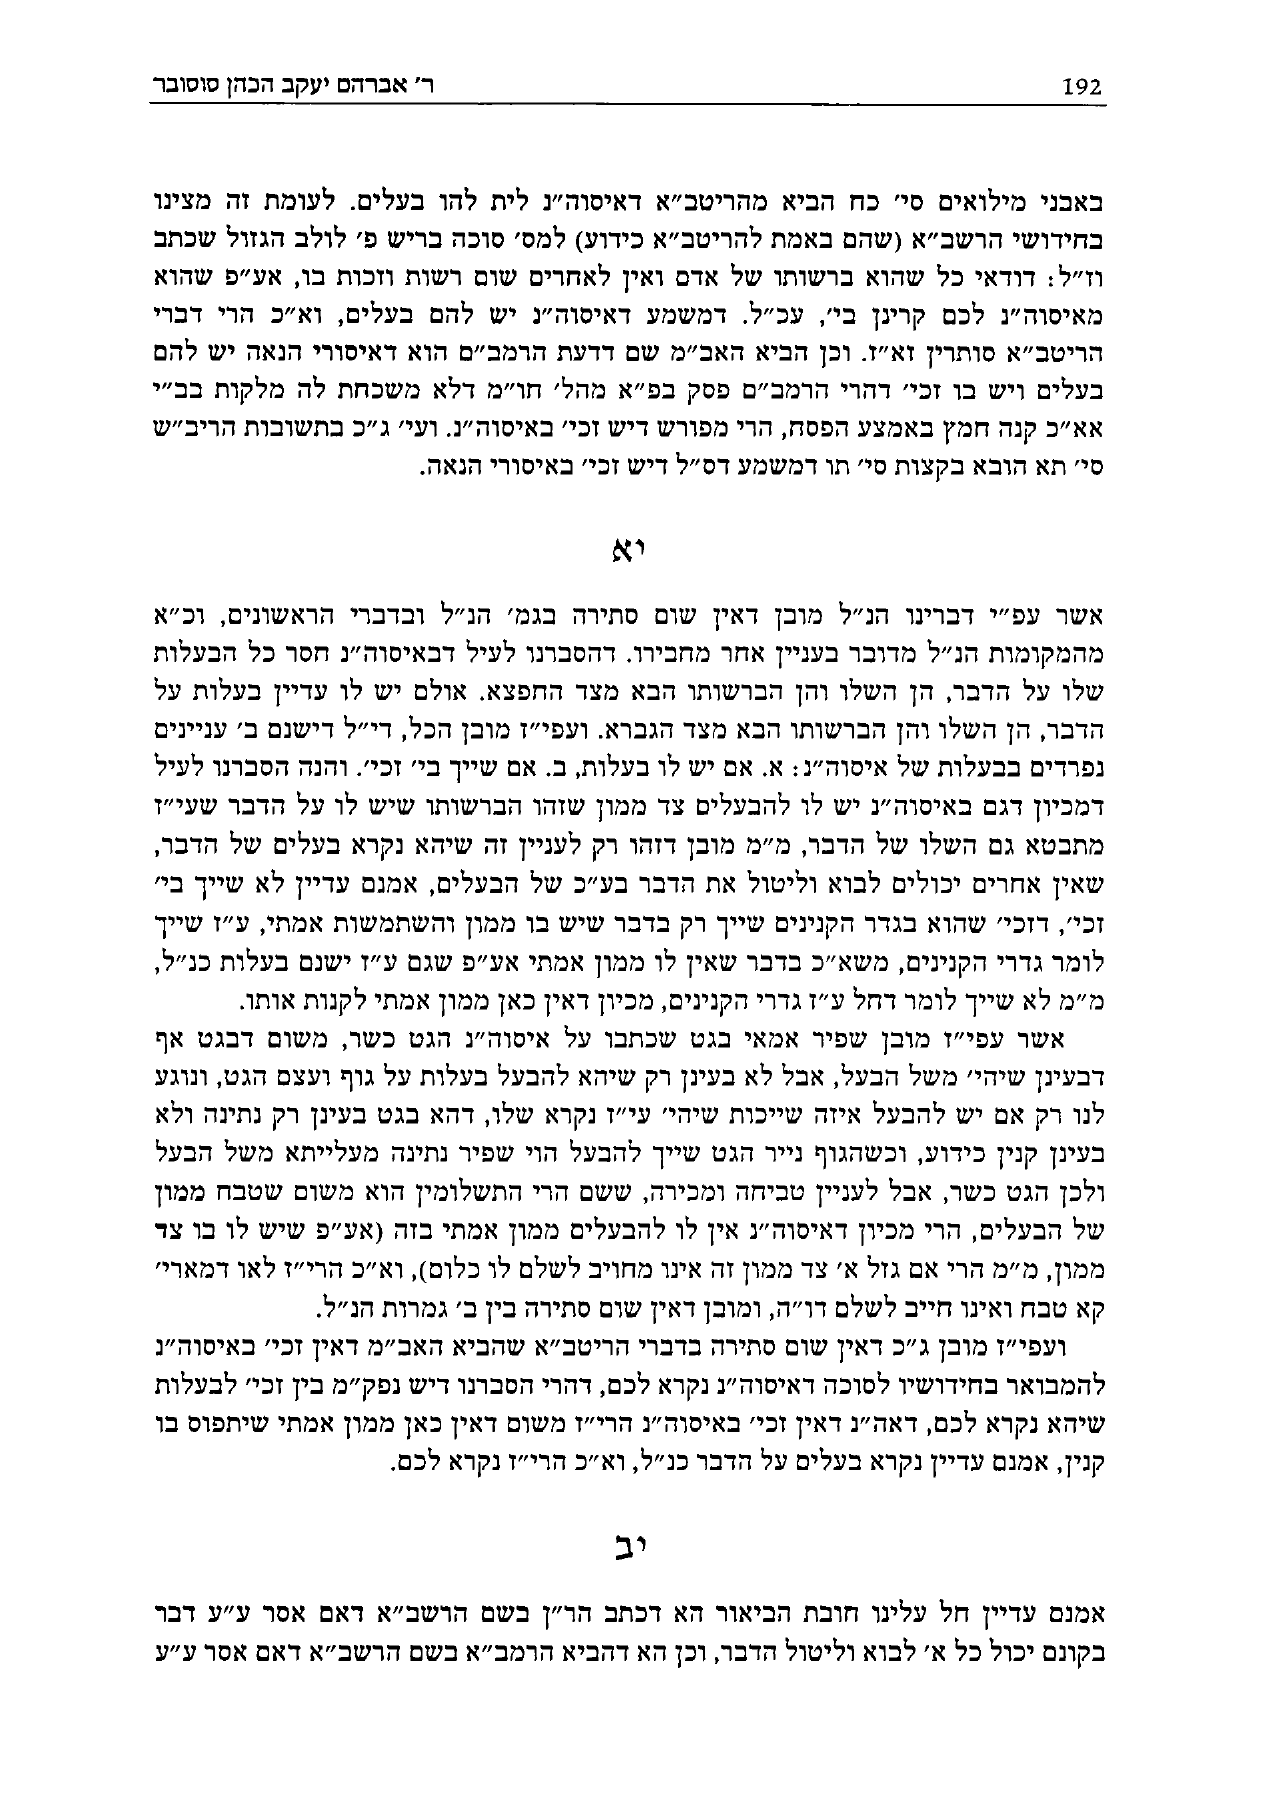 192
ר׳ אברהם יעקב הכהן סוסובר
באבני מילואים סי׳ כח הביא מהריטב״א דאיסוה״נ לית להו בעלים. לעומת זה מצינו
בחידושי הרשב״א (שהם באמת להריטב״א כידוע) למס׳ סוכה בריש פ׳ לולב הגזול שכתב
וז״ל: דודאי כל שהוא ברשותו של אדם ואין לאחרים שום רשות וזכות בו, אע״פ שהוא
מאיסוה״נ לכם קרינן בי׳, עכ״ל. דמשמע דאיסוה״נ יש להם בעלים, וא״כ הרי דברי
הריטב״א סותרין זא״ז. וכן הביא האב״מ שם דדעת הרמב״ם הוא דאיסורי הנאה יש להם
בעלים ויש בו זכי׳ דהרי הרמב״ם פסק בפ״א מהל׳ חו״מ דלא משכחת לה מלקות בב״י
אא״כ קנה חמץ באמצע הפסח, הרי מפורש דיש זכי׳ באיסוה״נ. ועי׳ ג״כ בתשובות הריב״ש
סי׳ תא הובא בקצות סי׳ תו דמשמע דס״ל דיש זכי׳ באיסורי הנאה.
יא
אשר עפ״י דברינו הנ״ל מובן דאין שום סתירה בגמ׳ הנ״ל ובדברי הראשונים, וכ״א
מהמקומות הנ״ל מדובר בעניין אחר מחבירו. דהסברנו לעיל דבאיסוה״נ חסר כל הבעלות
שלו על הדבר, הן השלו והן הברשותו הבא מצד החפצא. אולם יש לו עדיין בעלות על
הדבר, הן השלו והן הברשותו הבא מצד הגברא. ועפי״ז מובן הכל, די״ל דישנם ב׳ עניינים
נפרדים בבעלות של איסוה״נ: א. אם יש לו בעלות, ב. אם שייך בי׳ זכי׳. והנה הסברנו לעיל
דמכיון דגם באיסוה״נ יש לו להבעלים צד ממון שזהו הברשותו שיש לו על הדבר שעי״ז
מתבטא גם השלו של הדבר, מ״מ מובן דזהו רק לעניין זה שיהא נקרא בעלים של הדבר,
שאין אחרים יכולים לבוא וליטול את הדבר בע״כ של הבעלים, אמנם עדיין לא שייך בי׳
זכי׳, דזכי׳ שהוא בגדר הקנינים שייך רק בדבר שיש בו ממון והשתמשות אמתי, ע״ז שייך
לומר גדרי הקנינים, משא״כ בדבר שאין לו ממון אמתי אע״פ שגם ע״ז ישנם בעלות כנ״ל,
מ״מ לא שייך לומר דחל ע״ז גדרי הקנינים, מכיון דאין כאן ממון אמתי לקנות אותו.
אשר עפי״ז מובן שפיר אמאי בגט שכתבו על איסוה״נ הגט כשר, משום דבגט אף
דבעינן שיהי׳ משל הבעל, אבל לא בעינן רק שיהא להבעל בעלות על גוף ועצם הגט, ונוגע
לנו רק אם יש להבעל איזה שייכות שיהי׳ עי״ז נקרא שלו, דהא בגט בעינן רק נתינה ולא
בעינן קנין כידוע, וכשהגוף נייר הגט שייך להבעל הוי שפיר נתינה מעלייתא משל הבעל
ולכן הגט כשר, אבל לעניין טביחה ומכירה, ששם הרי התשלומין הוא משום שטבח ממון
של הבעלים, הרי מכיון דאיסוה״נ אין לו להבעלים ממון אמתי בזה (אע״פ שיש לו בו צד
ממון, מ״מ הרי אם גזל א׳ צד ממון זה אינו מחויב לשלם לו כלום), וא״כ הרי״ז לאו דמארי׳
קא טבח ואינו חייב לשלם דו״ה, ומובן דאין שום סתירה בין ב׳ גמרות הנ״ל.
ועפי״ז מובן ג״כ דאין שום סתירה בדברי הריטב״א שהביא האב״מ דאין זכי׳ באיסוה״נ
להמבואר בחידושיו לסוכה דאיסוה״נ נקרא לכם, דהרי הסברנו דיש נפק״מ בין זכי׳ לבעלות
שיהא נקרא לכם, דאה״נ דאין זכי׳ באיסוה״נ הרי״ז משום דאין כאן ממון אמתי שיתפוס בו
קנין, אמנם עדיין נקרא בעלים על הדבר כנ״ל, וא״כ הרי״ז נקרא לכם.
יב
אמנם עדיין חל עלינו חובת הביאור הא דכתב הר״ן בשם הרשב״א דאם אסר ע״ע דבר
בקונם יכול כל א׳ לבוא וליטול הדבר, וכן הא דהביא הרמב״א בשם הרשב״א דאם אסר ע״ע